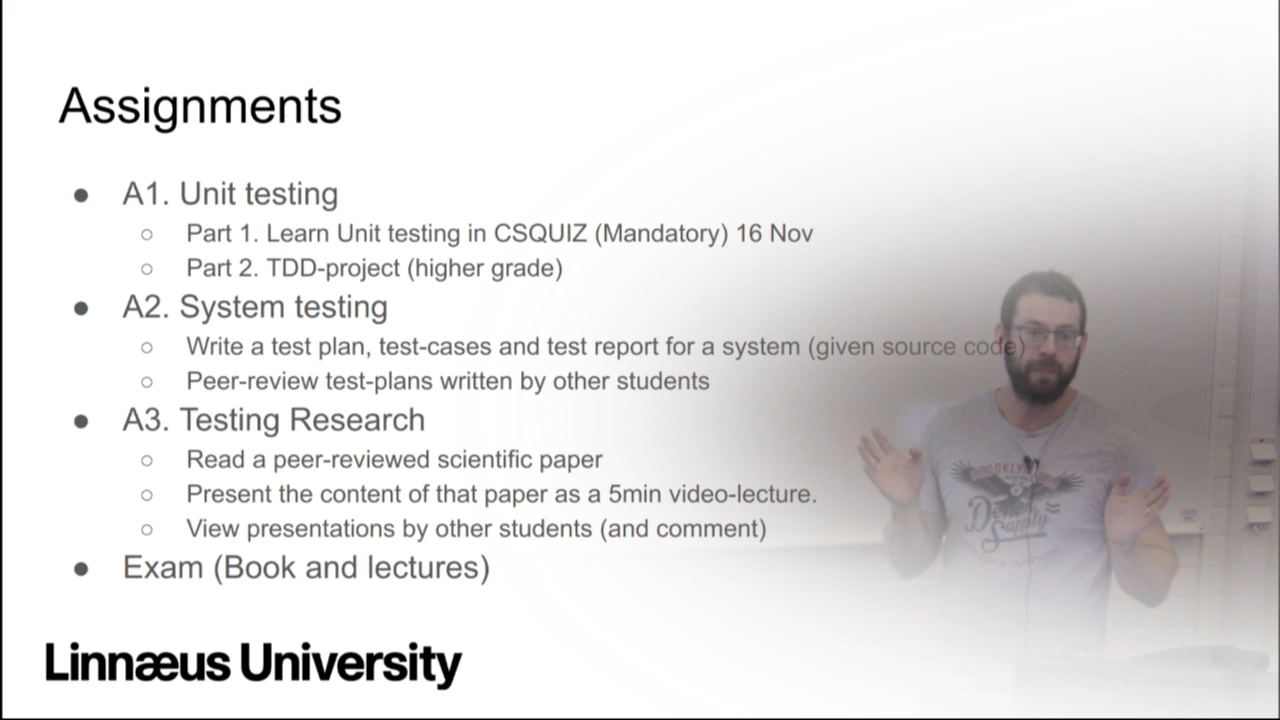 Assignments
● A1. Unit testing
○ Part 1. Learn Unit testing in CSQUIZ (Mandatory) 16 Nov
○ Part 2. TDD-project (higher grade)
● A2. System testing
○ Write a test plan, test-cases and test report for a system (given source code)
○ Peer-review test-plans written by other students
● A3. Testing Research
○ Read a peer-reviewed scientific paper
○ Present the content of that paper as a 5min video-lecture.
○ View presentations by other students (and comment)
● Exam (Book and lectures)
Linnæus University
Supply